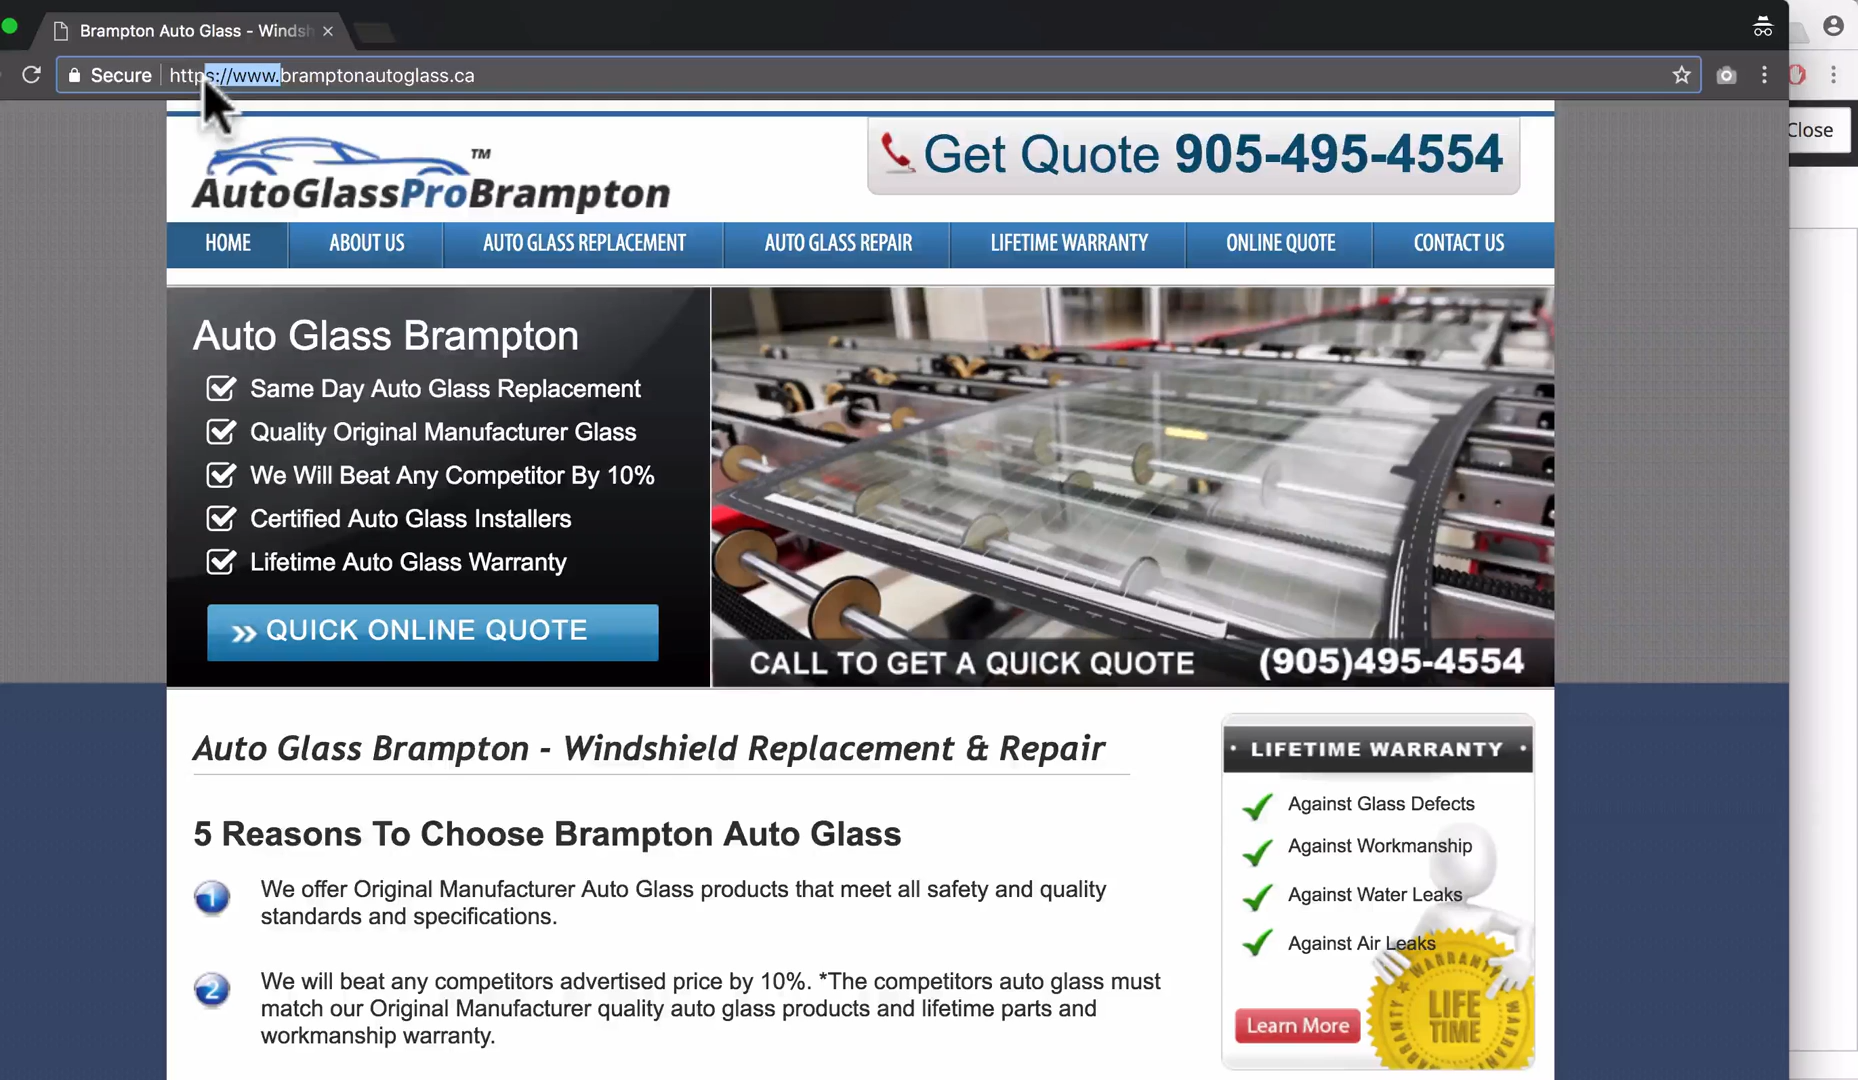 Brampton Auto Glass - Windsh
Secure
https://www.bramptonautoglass.ca
Close
AutoGlassProBrampton™
Get Quote 905-495-4554
HOME
ABOUT US
AUTO GLASS REPLACEMENT
AUTO GLASS REPAIR
LIFETIME WARRANTY
ONLINE QUOTE
CONTACT US
Auto Glass Brampton
Same Day Auto Glass Replacement
Quality Original Manufacturer Glass
We Will Beat Any Competitor By 10%
Certified Auto Glass Installers
Lifetime Auto Glass Warranty
QUICK ONLINE QUOTE
CALL TO GET A QUICK QUOTE (905)495-4554
Auto Glass Brampton - Windshield Replacement & Repair
5 Reasons To Choose Brampton Auto Glass
1
We offer Original Manufacturer Auto Glass products that meet all safety and quality
standards and specifications.
2
We will beat any competitors advertised price by 10%. *The competitors auto glass must
match our Original Manufacturer quality auto glass products and lifetime parts and
workmanship warranty.
• LIFETIME WARRANTY •
Against Glass Defects
Against Workmanship
Against Water Leaks
Against Air Leaks
Learn More
WARRANTY
LIFE
TIME
WARRANTY
WARRANTY